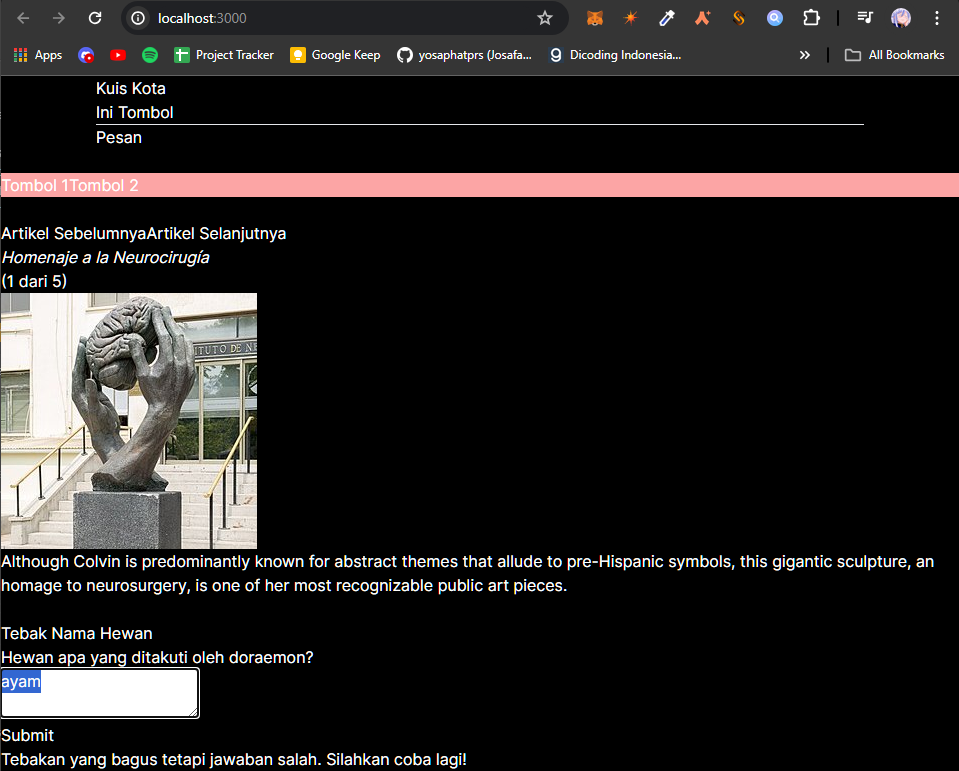 localhost:3000
Apps
Project Tracker
Google Keep
yosaphatprs (Josafa...
Dicoding Indonesia...
»
All Bookmarks
Kuis Kota
Ini Tombol
Pesan
Tombol 1Tombol 2
Artikel SebelumnyaArtikel Selanjutnya
Homenaje a la Neurocirugía
(1 dari 5)
ITUTO DE NE
Although Colvin is predominantly known for abstract themes that allude to pre-Hispanic symbols, this gigantic sculpture, an
homage to neurosurgery, is one of her most recognizable public art pieces.
Tebak Nama Hewan
Hewan apa yang ditakuti oleh doraemon?
ayam
Submit
Tebakan yang bagus tetapi jawaban salah. Silahkan coba lagi!